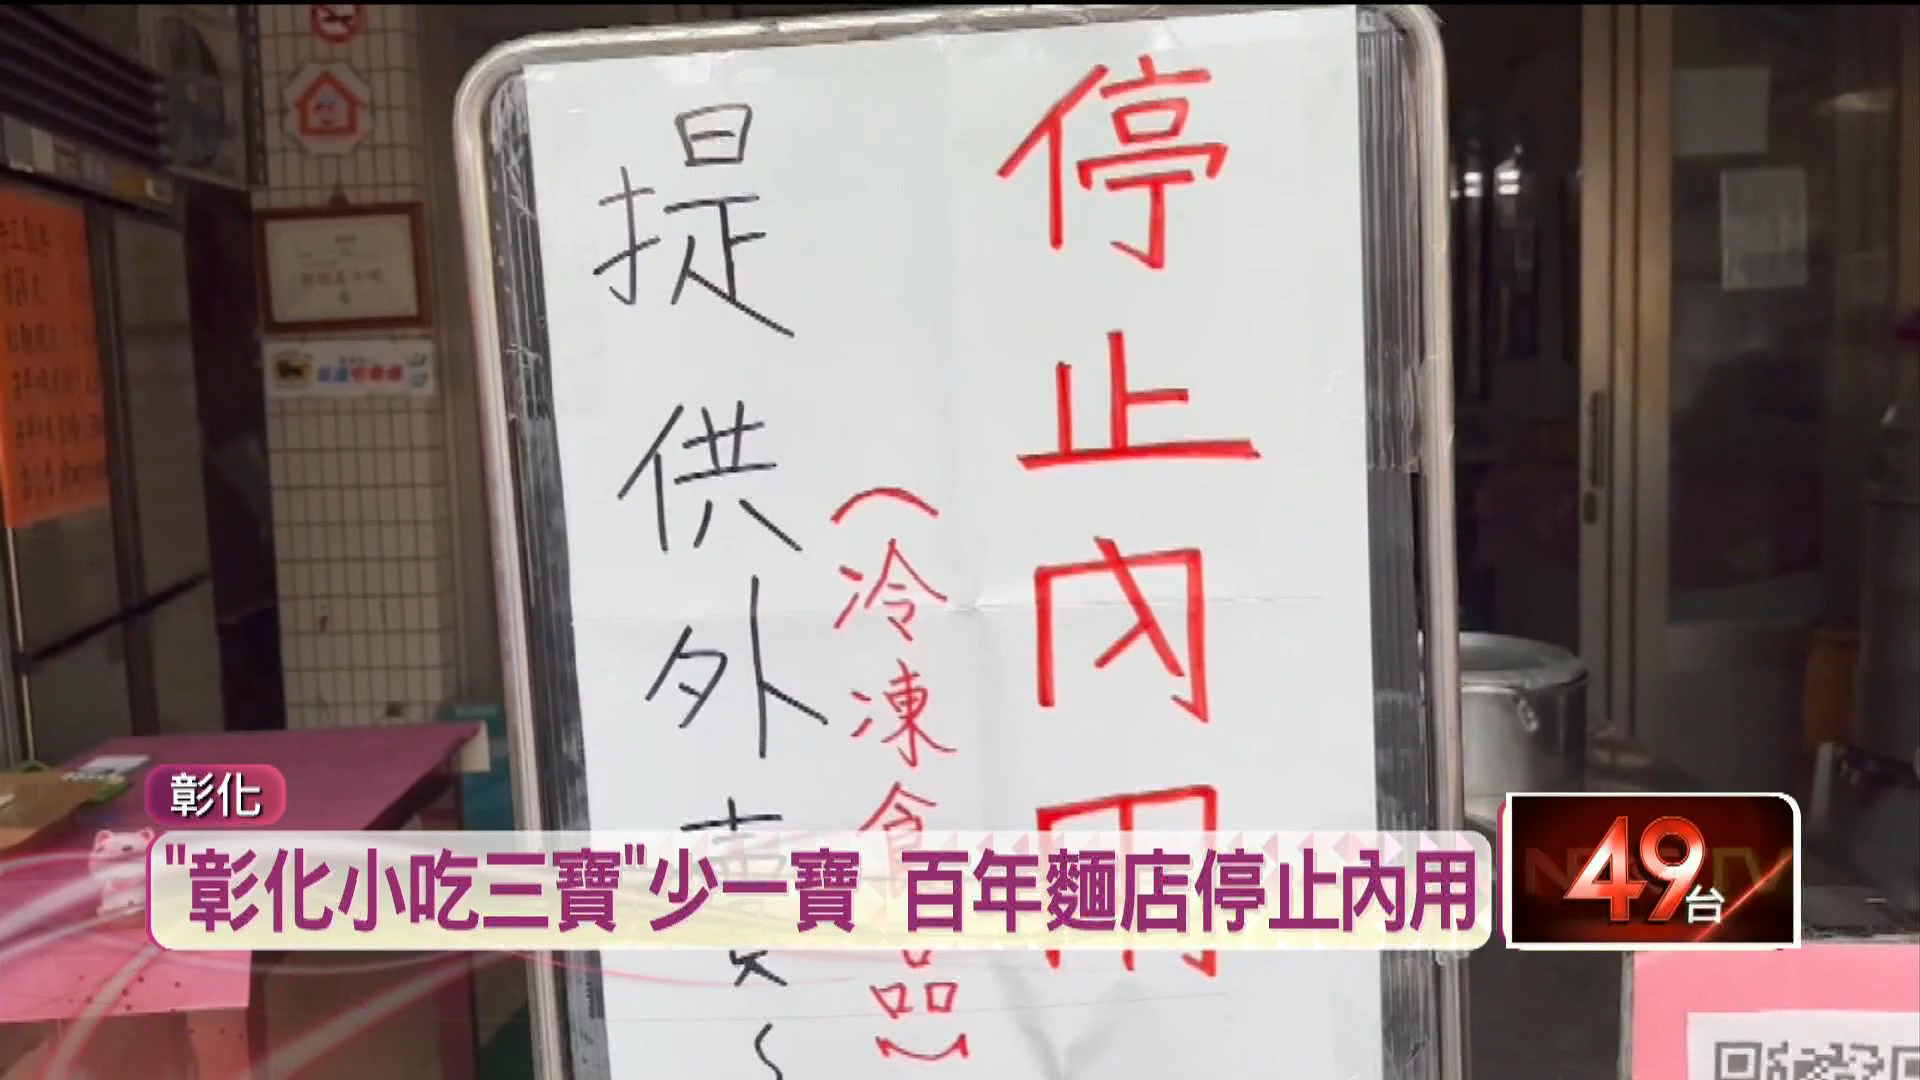 停止內用
(冷凍食品)
提供外賣~
彰化
"彰化小吃三寶"少一寶 百年麵店停止內用
49台